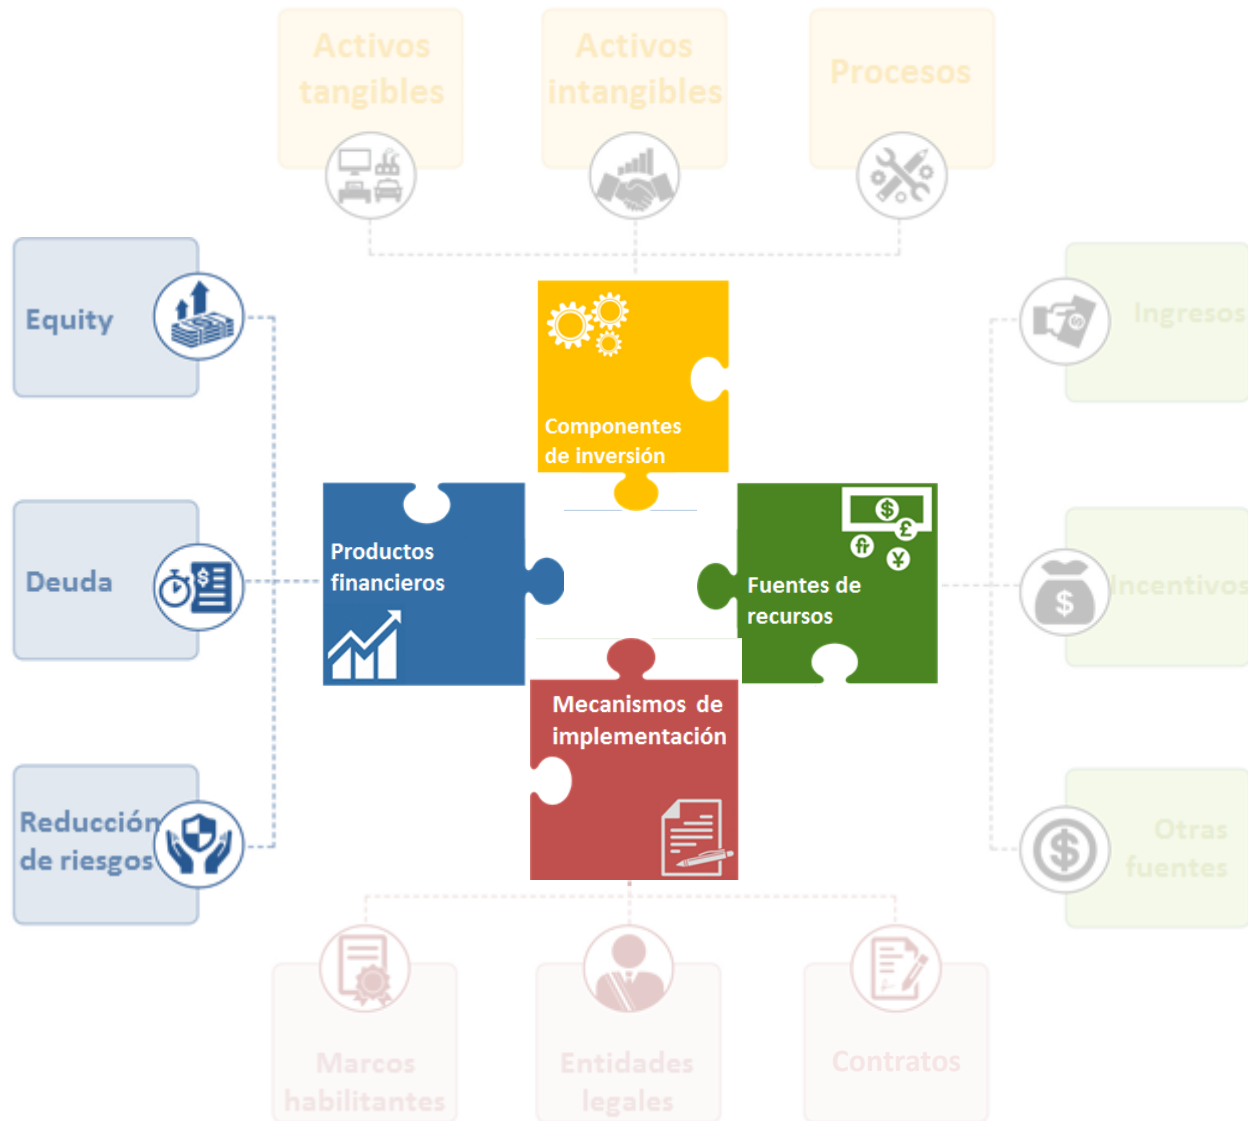 Activos
tangibles
Activos
intangibles
Procesos
Equity
Deuda
Reducción
de riesgos
Componentes
de inversión
Productos
financieros
Fuentes de
recursos
Mecanismos de
implementación
Ingresos
Incentivos
Otras
fuentes
Marcos
habilitantes
Entidades
legales
Contratos